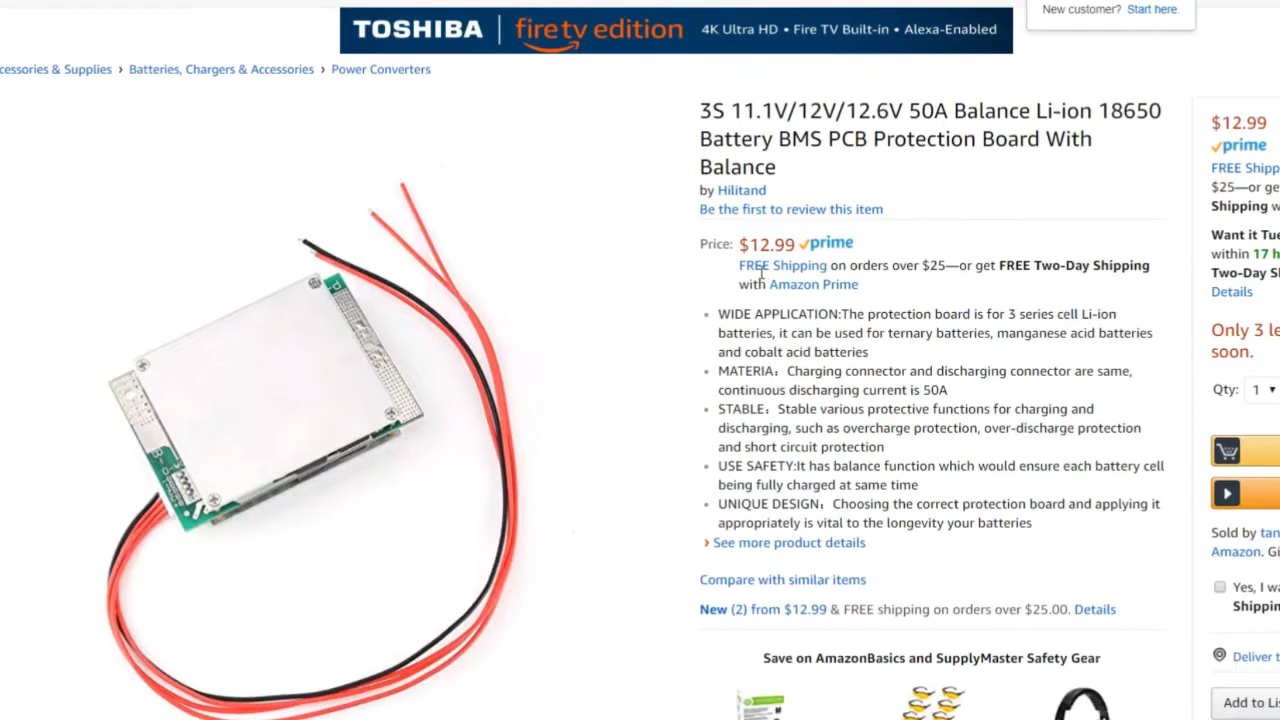 New customer? Start here.
TOSHIBA fire tv edition 4K Ultra HD • Fire TV Built-in • Alexa-Enabled
cessories & Supplies › Batteries, Chargers & Accessories › Power Converters
3S 11.1V/12V/12.6V 50A Balance Li-ion 18650
Battery BMS PCB Protection Board With
Balance
by Hilitand
Be the first to review this item
Price: $12.99 prime
FREE Shipping on orders over $25—or get FREE Two-Day Shipping
with Amazon Prime
• WIDE APPLICATION:The protection board is for 3 series cell Li-ion
batteries, it can be used for ternary batteries, manganese acid batteries
and cobalt acid batteries
• MATERIA：Charging connector and discharging connector are same,
continuous discharging current is 50A
• STABLE：Stable various protective functions for charging and
discharging, such as overcharge protection, over-discharge protection
and short circuit protection
• USE SAFETY:It has balance function which would ensure each battery cell
being fully charged at same time
• UNIQUE DESIGN：Choosing the correct protection board and applying it
appropriately is vital to the longevity your batteries
› See more product details
Compare with similar items
New (2) from $12.99 & FREE shipping on orders over $25.00. Details
Save on AmazonBasics and SupplyMaster Safety Gear
$12.99
prime
FREE Shipp
$25—or get
Shipping w
Want it Tue
within 17 h
Two-Day Sh
Details
Only 3 le
soon.
Qty: 1
Sold by tan
Amazon. Gi
Yes, I wa
Shippin
Deliver t
Add to Li